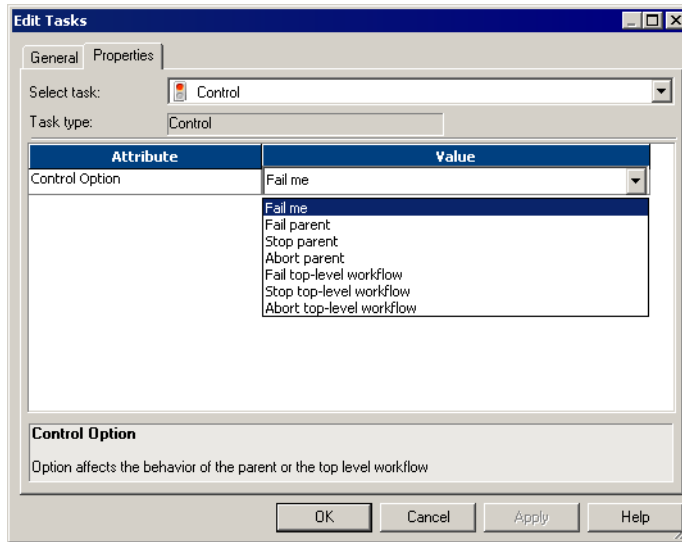 Edit Tasks
General Properties
Select task: Control
Task type: Control
Attribute Value
Control Option Fail me
Fail me
Fail parent
Stop parent
Abort parent
Fail top-level workflow
Stop top-level workflow
Abort top-level workflow
Control Option
Option affects the behavior of the parent or the top level workflow
OK Cancel Apply Help